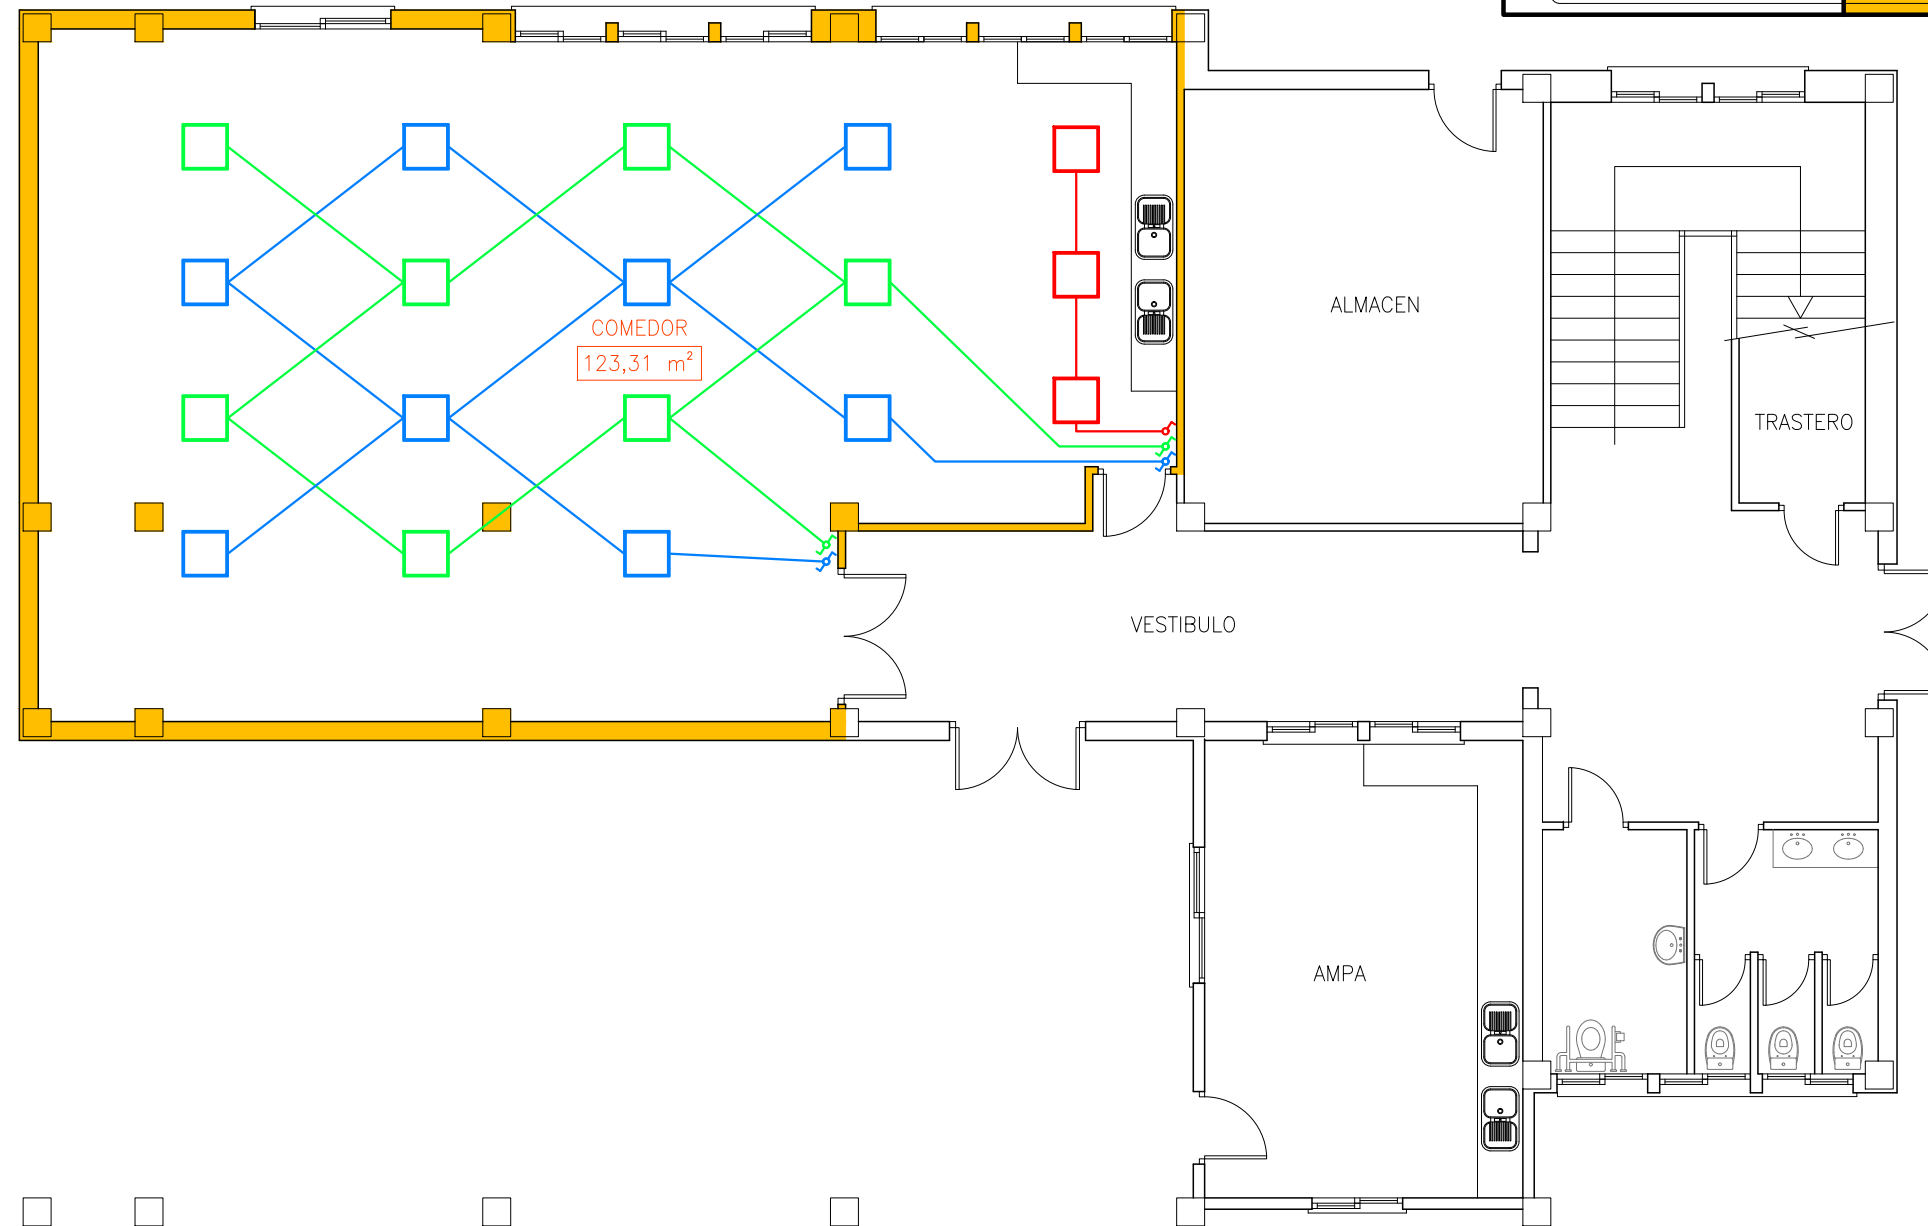 ALMACEN
COMEDOR
123,31 m²
TRASTERO
VESTIBULO
AMPA